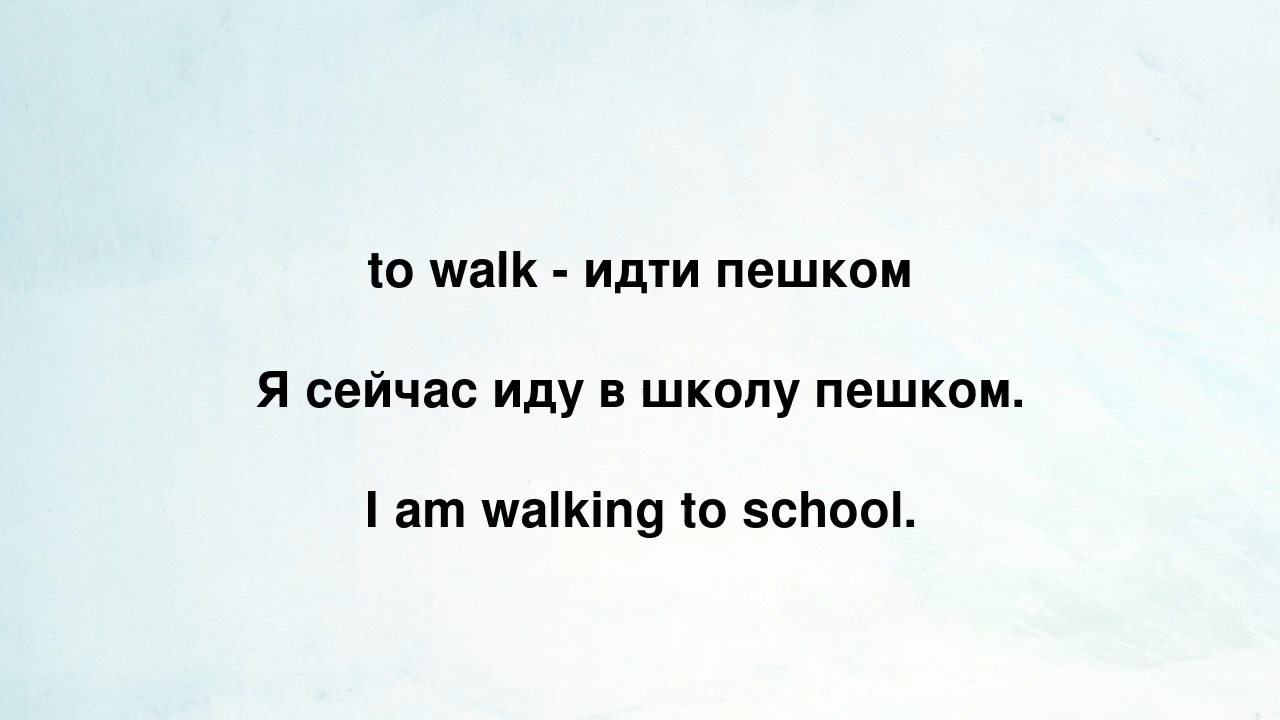 to walk - идти пешком
Я сейчас иду в школу пешком.
I am walking to school.